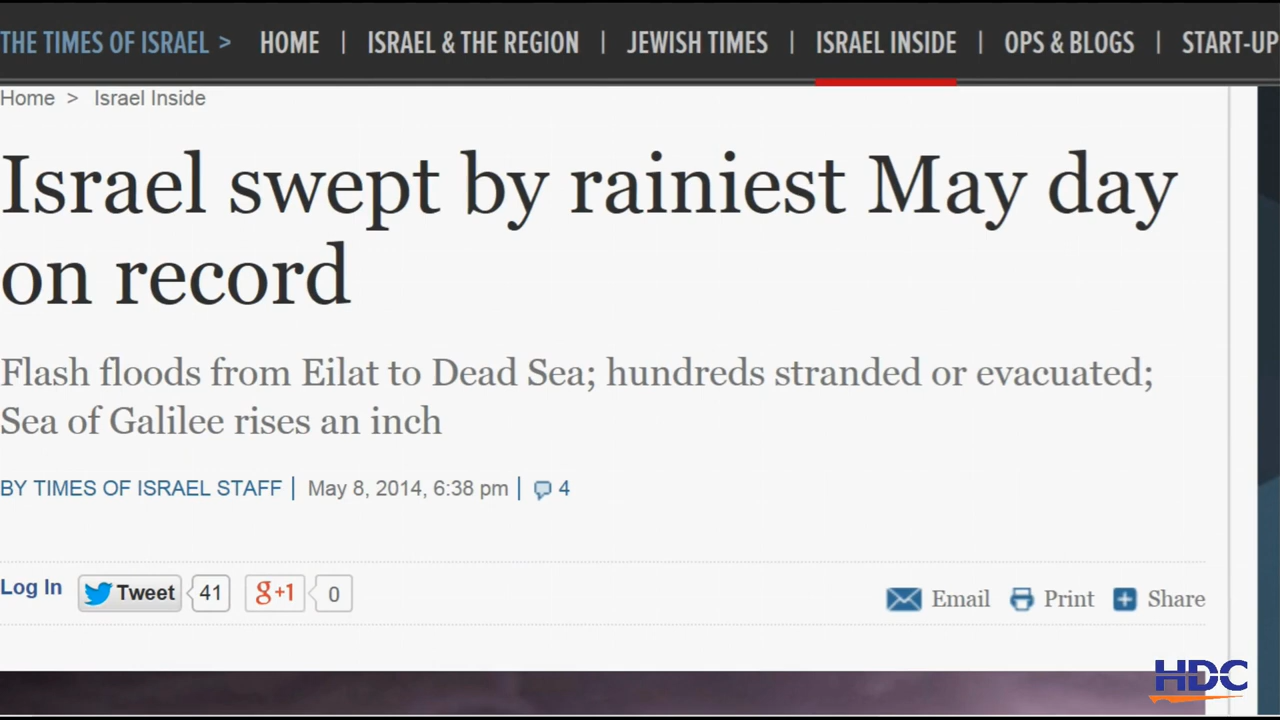 THE TIMES OF ISRAEL > HOME | ISRAEL & THE REGION | JEWISH TIMES | ISRAEL INSIDE | OPS & BLOGS | START-UP
Home > Israel Inside
Israel swept by rainiest May day
on record
Flash floods from Eilat to Dead Sea; hundreds stranded or evacuated;
Sea of Galilee rises an inch
BY TIMES OF ISRAEL STAFF | May 8, 2014, 6:38 pm | 4
Log In Tweet 41 g+1 0 Email Print Share
HDC